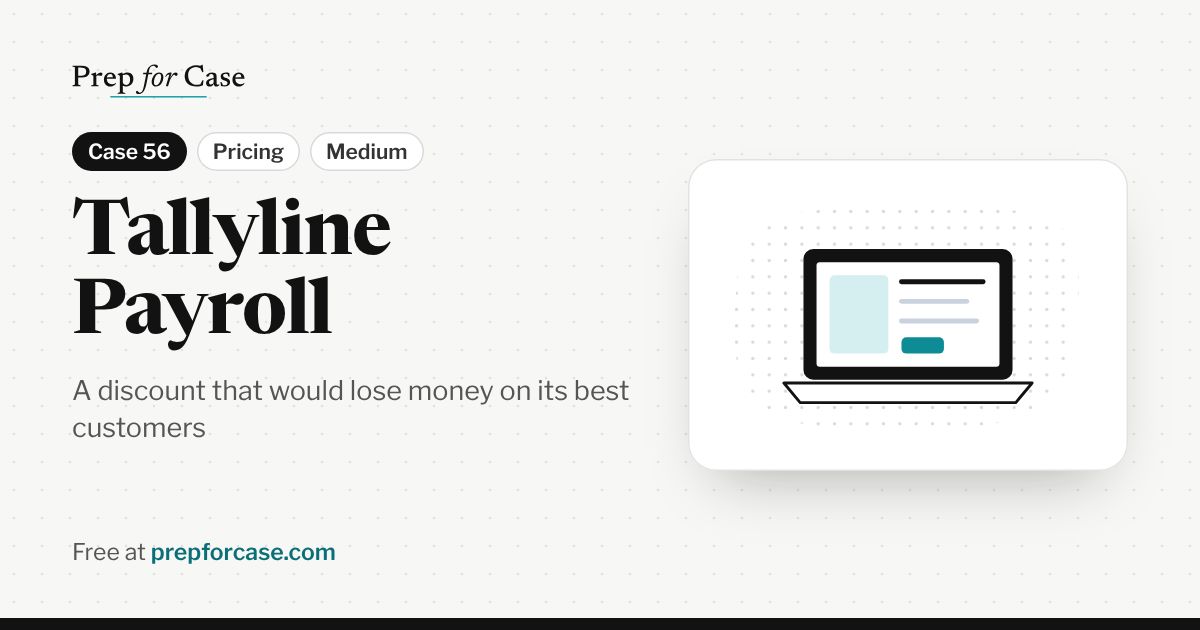 Prep for Case
Case 56
Pricing
Medium
Tallyline
Payroll
A discount that would lose money on its best
customers
Free at prepforcase.com